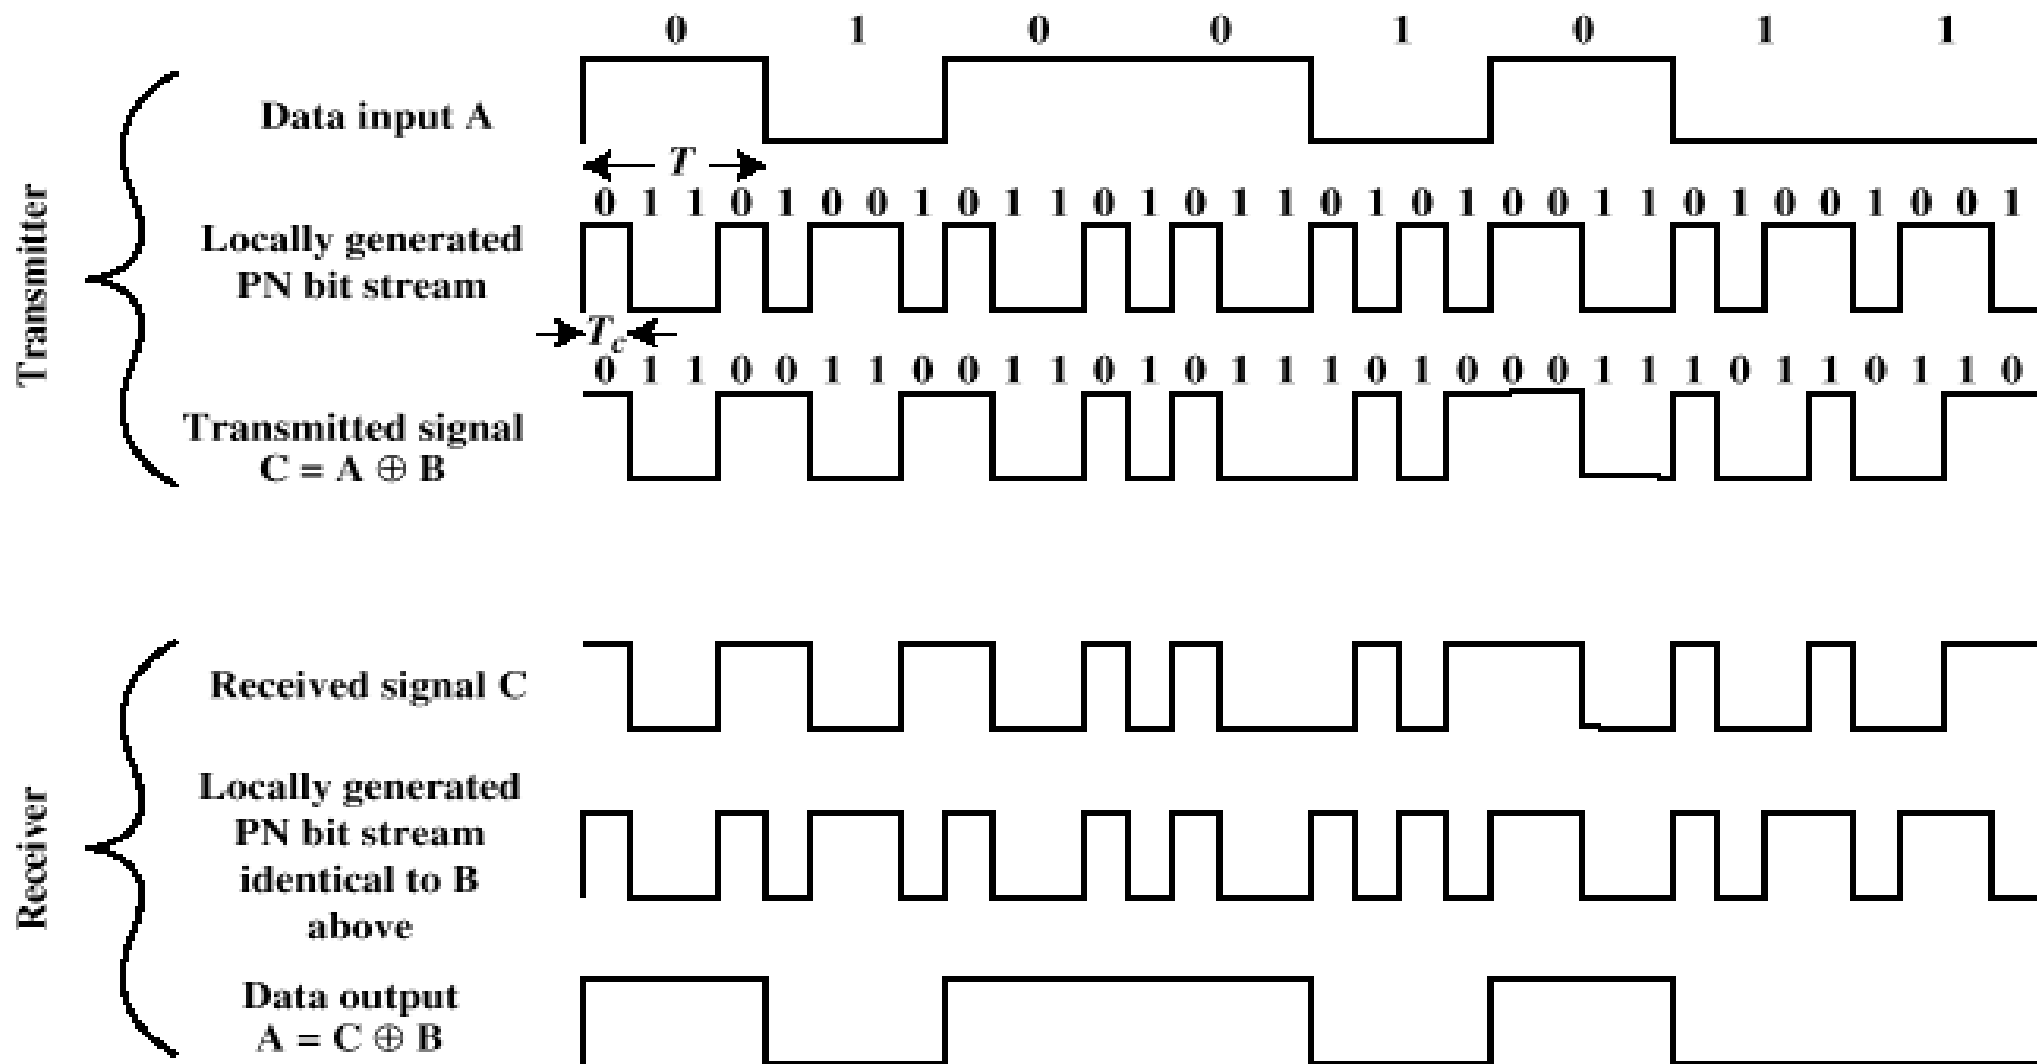 0 1 0 0 1 0 1 1
Transmitter
Data input A
T
0 1 1 0 1 0 0 1 0 1 1 0 1 0 1 1 0 1 0 1 0 0 1 1 0 1 0 0 1 0 0 1
Locally generated
PN bit stream
Tc
0 1 1 0 0 1 1 0 0 1 1 0 1 0 1 1 1 0 1 0 0 0 1 1 1 0 1 1 0 1 1 0
Transmitted signal
C = A ⊕ B
Receiver
Received signal C
Locally generated
PN bit stream
identical to B
above
Data output
A = C ⊕ B